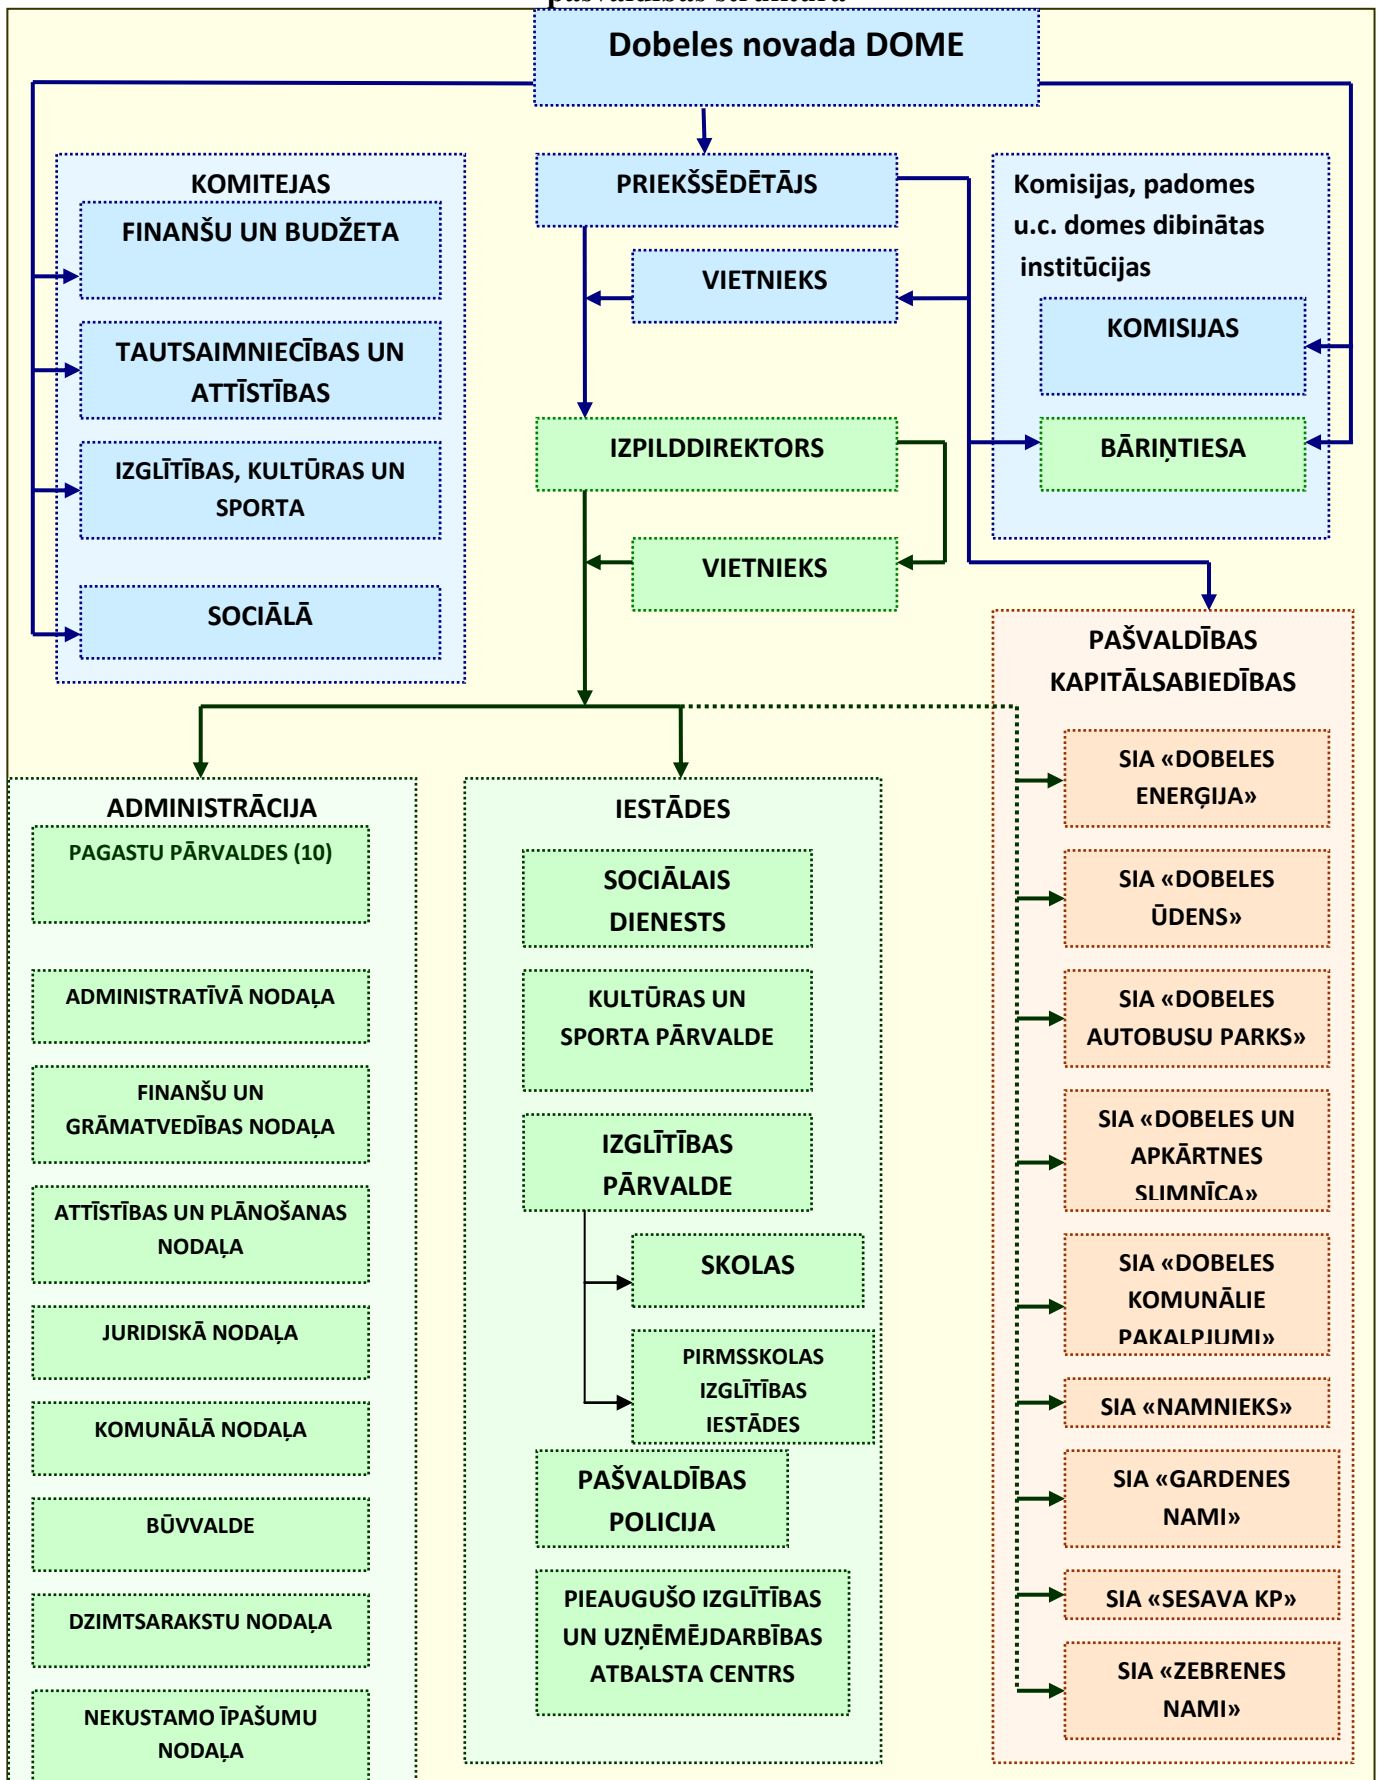 pašvaldības struktūra
Dobeles novada DOME
KOMITEJAS
FINANŠU UN BUDŽETA
TAUTSAIMNIECĪBAS UN
ATTĪSTĪBAS
IZGLĪTĪBAS, KULTŪRAS UN
SPORTA
SOCIĀLĀ
PRIEKŠSĒDĒTĀJS
VIETNIEKS
IZPILDDIREKTORS
VIETNIEKS
Komisijas, padomes
u.c. domes dibinātas
institūcijas
KOMISIJAS
BĀRIŅTIESA
ADMINISTRĀCIJA
PAGASTU PĀRVALDES (10)
ADMINISTRATĪVĀ NODAĻA
FINANŠU UN
GRĀMATVEDĪBAS NODAĻA
ATTĪSTĪBAS UN PLĀNOŠANAS
NODAĻA
JURIDISKĀ NODAĻA
KOMUNĀLĀ NODAĻA
BŪVVALDE
DZIMTSARAKSTU NODAĻA
NEKUSTAMO ĪPAŠUMU
NODAĻA
IESTĀDES
SOCIĀLAIS
DIENESTS
KULTŪRAS UN
SPORTA PĀRVALDE
IZGLĪTĪBAS
PĀRVALDE
SKOLAS
PIRMSSKOLAS
IZGLĪTĪBAS
IESTĀDES
PAŠVALDĪBAS
POLICIJA
PIEAUGUŠO IZGLĪTĪBAS
UN UZŅĒMĒJDARBĪBAS
ATBALSTA CENTRS
PAŠVALDĪBAS
KAPITĀLSABIEDĪBAS
SIA «DOBELES
ENERĢIJA»
SIA «DOBELES
ŪDENS»
SIA «DOBELES
AUTOBUSU PARKS»
SIA «DOBELES UN
APKĀRTNES
SLIMNĪCA»
SIA «DOBELES
KOMUNĀLIE
PAKALPJUMI»
SIA «NAMNIEKS»
SIA «GARDENES
NAMI»
SIA «SESAVA KP»
SIA «ZEBRENES
NAMI»